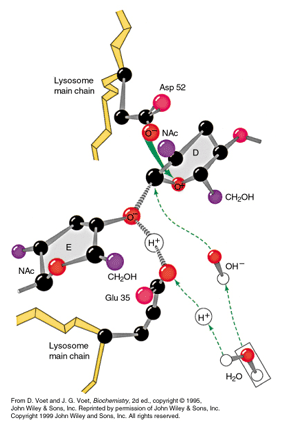 Lysosome
main chain
Asp 52
O−
NAc
D
O+
CH₂OH
O−
H⁺
E
NAc
CH₂OH
OH−
Glu 35
H⁺
Lysosome
main chain
H₂O
From D. Voet and J. G. Voet, Biochemistry, 2d ed., copyright © 1995,
John Wiley & Sons, Inc. Reprinted by permission of John Wiley & Sons, Inc.
Copyright 1999 John Wiley and Sons, Inc. All rights reserved.